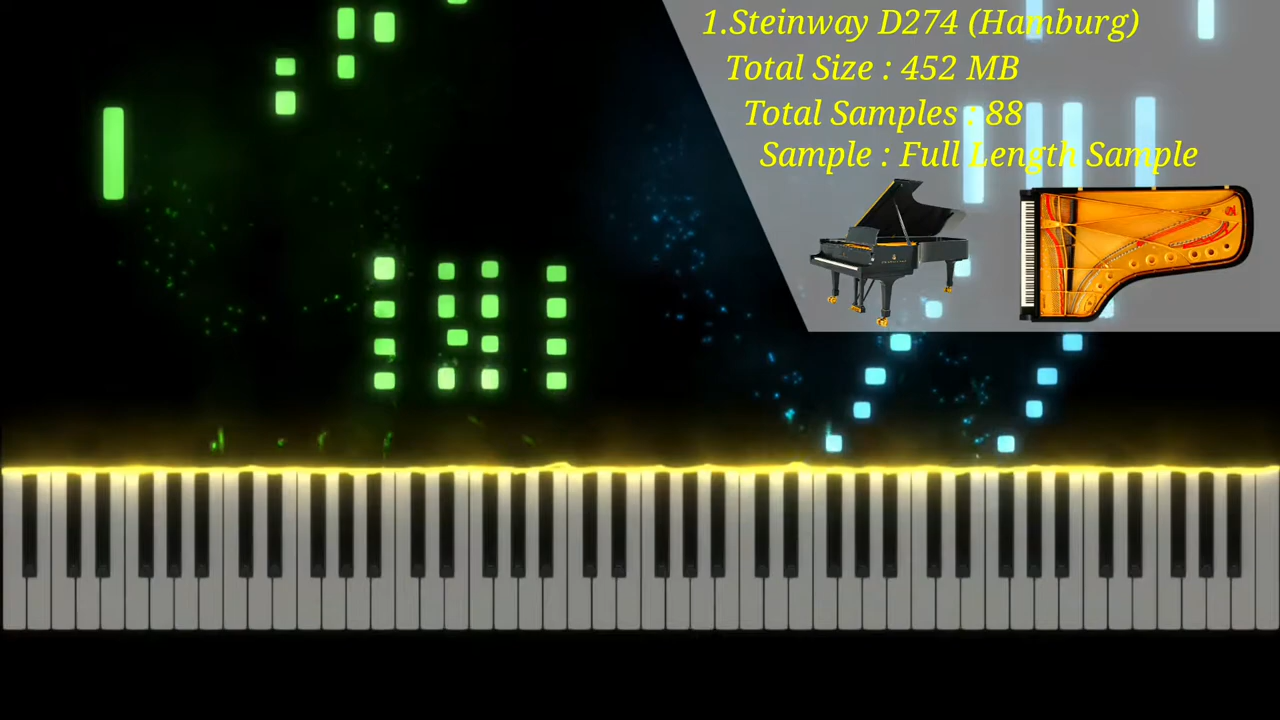 1.Steinway D274 (Hamburg)
Total Size : 452 MB
Total Samples : 88
Sample : Full Length Sample